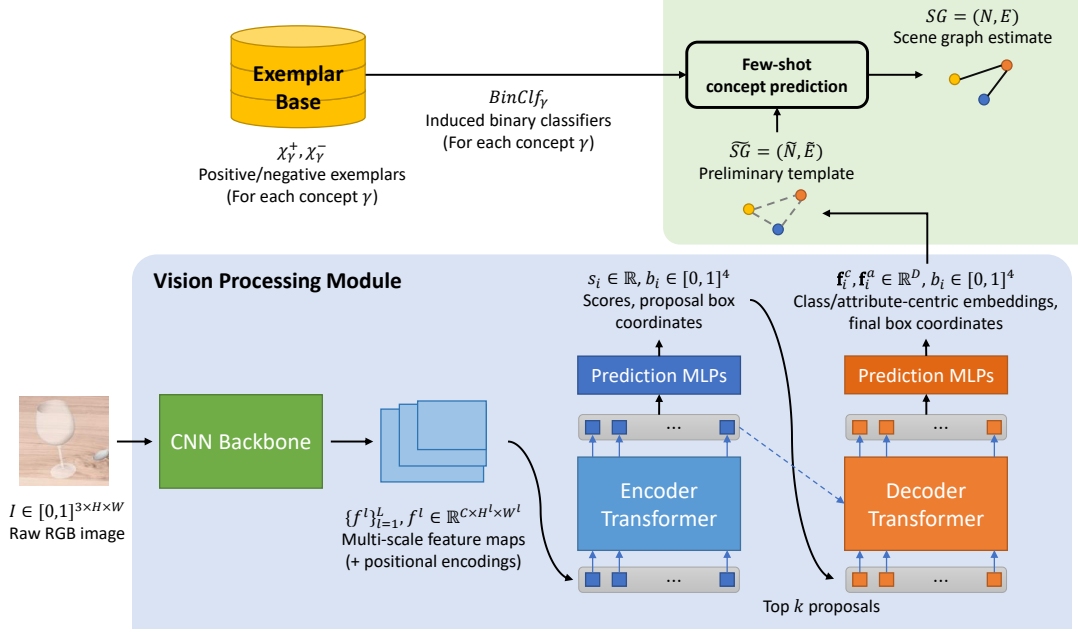 SG = (N, E)
Scene graph estimate
Exemplar
Base
Few-shot
concept prediction
BinClf_γ
Induced binary classifiers
(For each concept γ)
χ_γ^+, χ_γ^-
Positive/negative exemplars
(For each concept γ)
S̃G̃ = (Ñ, Ẽ)
Preliminary template
Vision Processing Module
s_i ∈ ℝ, b_i ∈ [0, 1]^4
Scores, proposal box
coordinates
f_i^c, f_i^a ∈ ℝ^D, b_i ∈ [0, 1]^4
Class/attribute-centric embeddings,
final box coordinates
Prediction MLPs
Prediction MLPs
CNN Backbone
...
...
Encoder
Transformer
Decoder
Transformer
I ∈ [0,1]^{3×H×W}
Raw RGB image
{f^l}_{l=1}^L, f^l ∈ ℝ^{C×H^l×W^l}
Multi-scale feature maps
(+ positional encodings)
...
...
Top k proposals